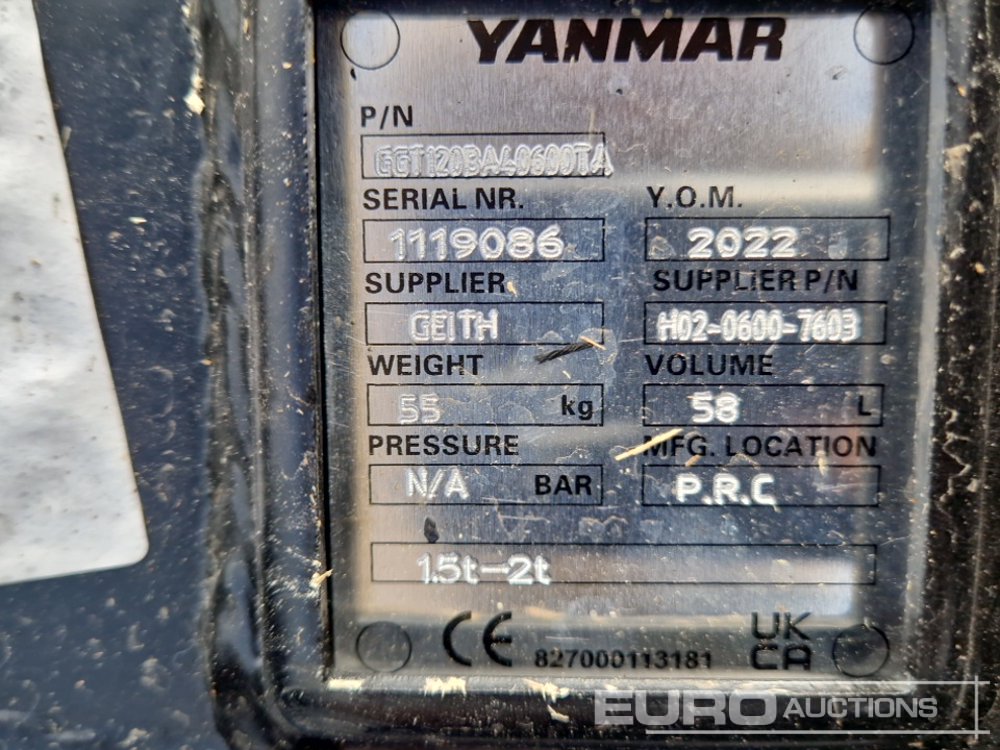 YANMAR
P/N
GGT120BA40600TA
SERIAL NR. Y.O.M.
1119086 2022
SUPPLIER SUPPLIER P/N
GEITH H02-0600-7603
WEIGHT VOLUME
55 kg 58 L
PRESSURE MFG. LOCATION
N/A BAR P.R.C
1.5t-2t
CE 827000113181 UK CA
EURO AUCTIONS